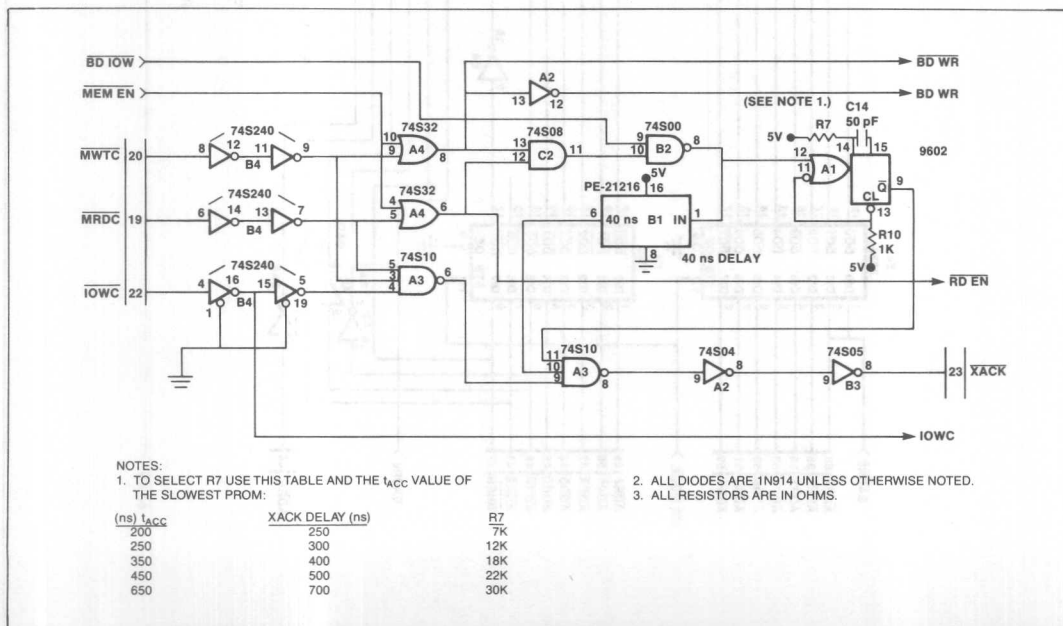 BD IOW
MEM EN
MWTC 20
MRDC 19
IOWC 22
74S240
8 12 11 9
B4
74S240
6 14 13 7
B4
74S240
4 16 15 5
B4
1 19
74S32
10
9 A4 8
74S32
4
5 A4 6
74S10
5
3
4 A3 6
A2
13 12
74S08
13
12 C2 11
74S00
9
10 B2 8
5V
PE-21216 16
6 40 ns B1 IN 1
8
40 ns DELAY
(SEE NOTE 1.)
C14
50 pF
5V R7 14 15
9602
12
11 A1
Q 9
CL
13
R10
1K
5V
BD WR
BD WR
RD EN
74S10
11
10
9 A3 8
74S04
9 8
A2
74S05
9 8
B3
23 XACK
IOWC
NOTES:
1. TO SELECT R7 USE THIS TABLE AND THE tACC VALUE OF
THE SLOWEST PROM:
2. ALL DIODES ARE 1N914 UNLESS OTHERWISE NOTED.
3. ALL RESISTORS ARE IN OHMS.
(ns) tACC XACK DELAY (ns) R7
200 250 7K
250 300 12K
350 400 18K
450 500 22K
650 700 30K